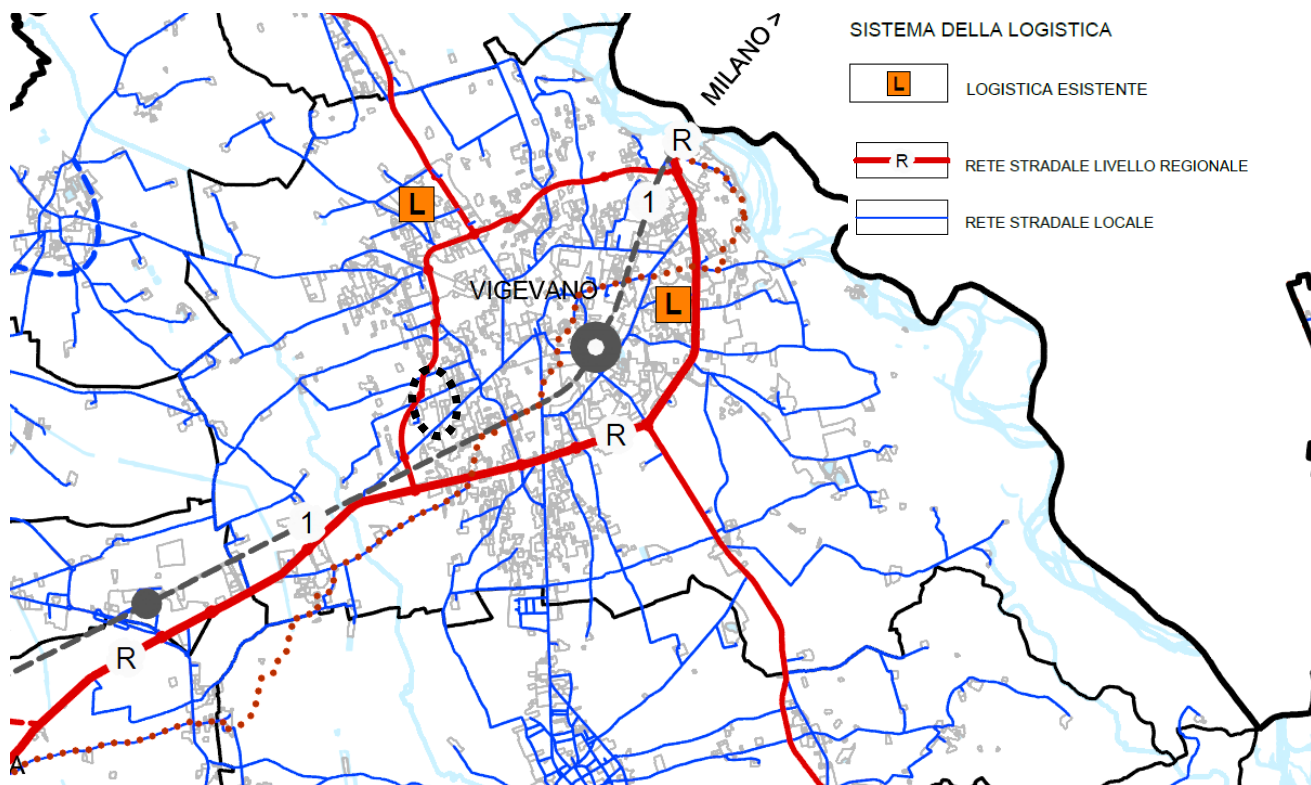 SISTEMA DELLA LOGISTICA
L
LOGISTICA ESISTENTE
R
RETE STRADALE LIVELLO REGIONALE
RETE STRADALE LOCALE
MILANO >
R
1
L
VIGEVANO
L
R
1
R
A